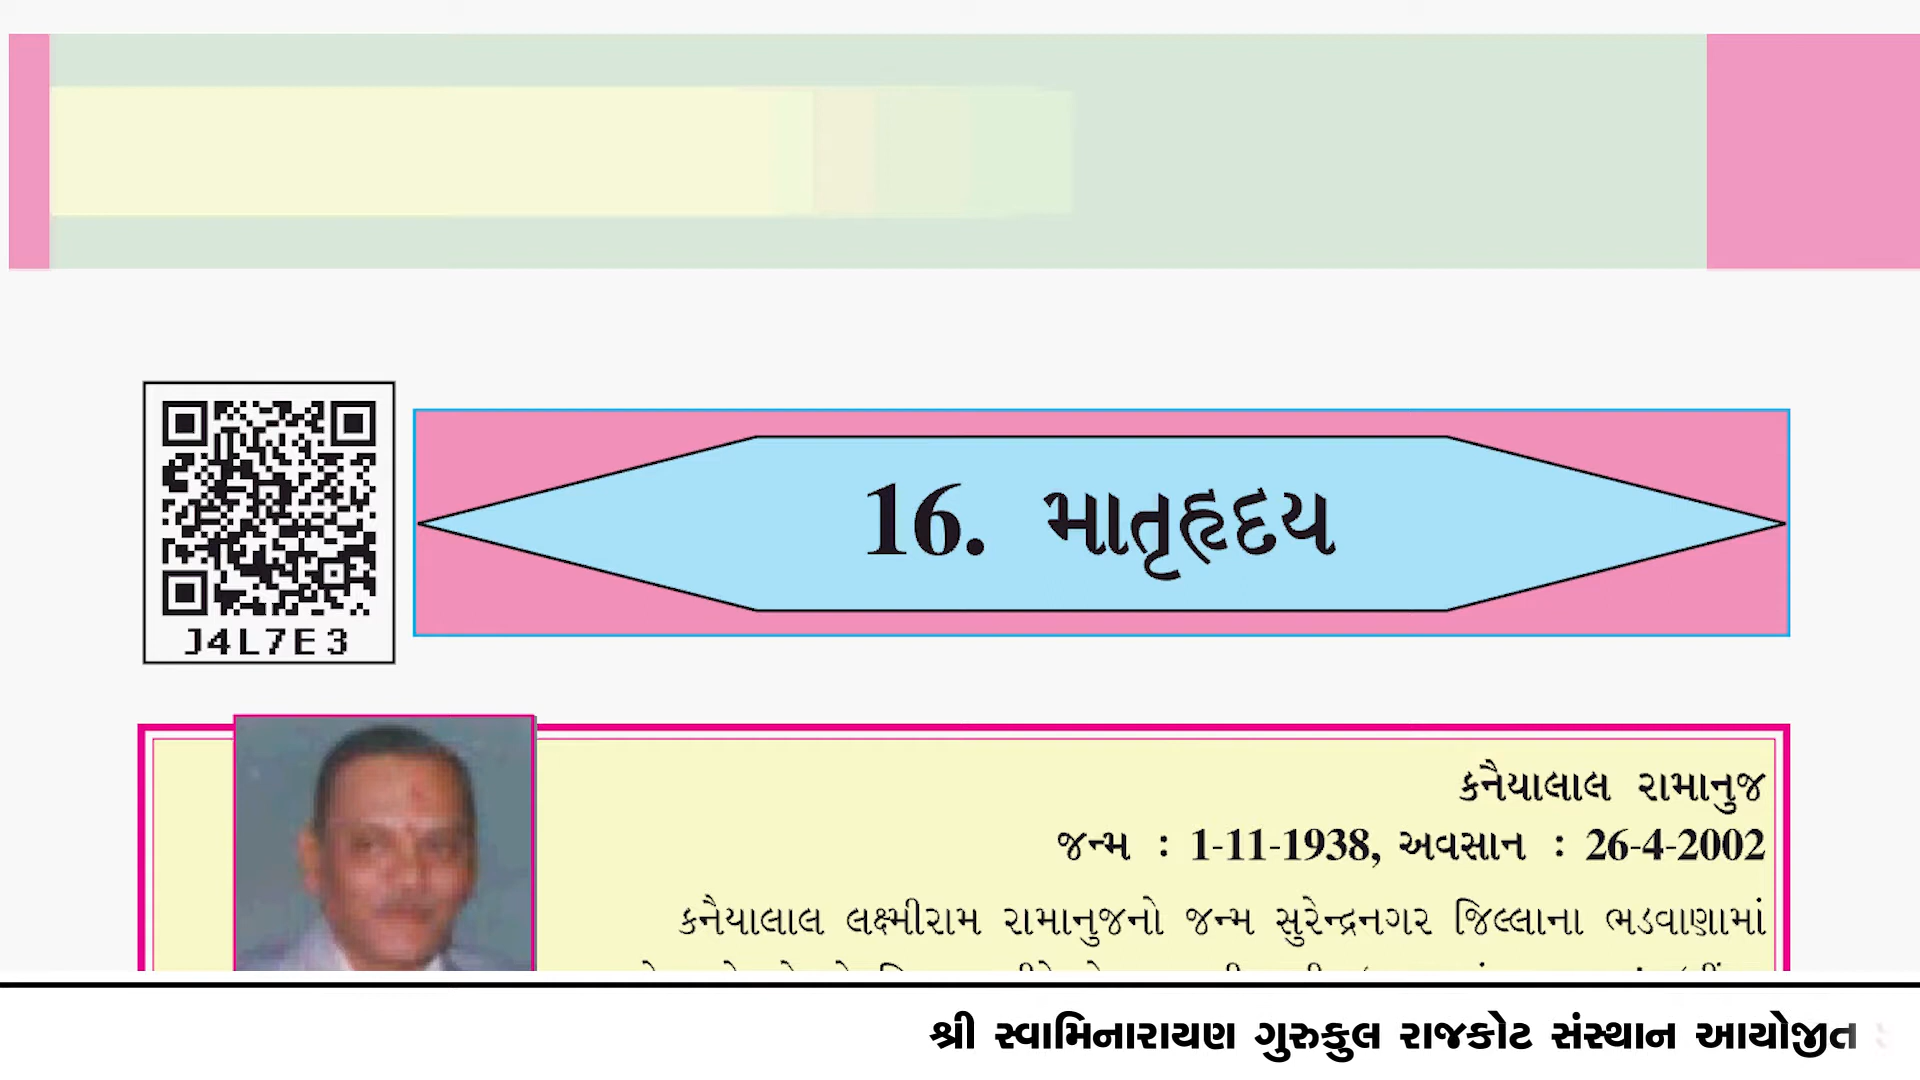 J4L7E3
16. માતૃહૃદય
કનૈયાલાલ રામાનુજ
જન્મ : 1-11-1938, અવસાન : 26-4-2002
કનૈયાલાલ લક્ષ્મીરામ રામાનુજનો જન્મ સુરેન્દ્રનગર જિલ્લાના ભડવાણામાં
શ્રી સ્વામિનારાયણ ગુરુકુલ રાજકોટ સંસ્થાન આયોજીત